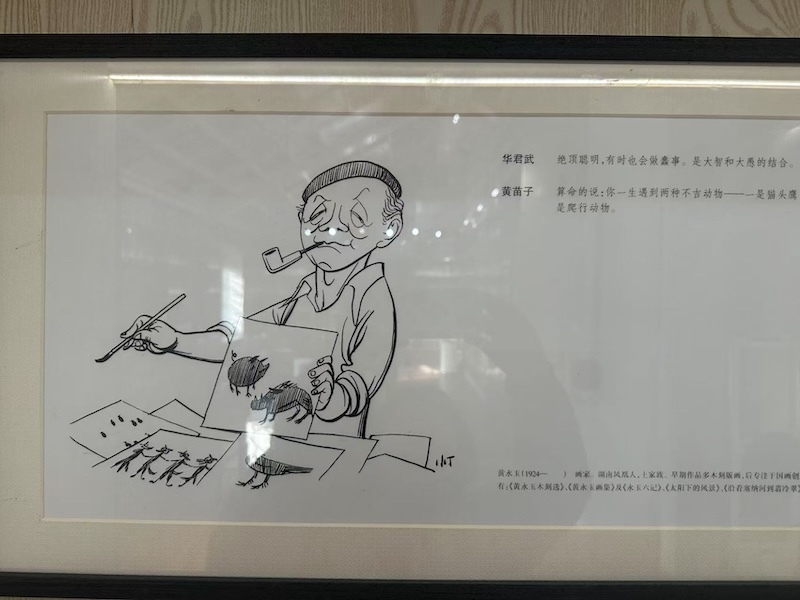 华君武 绝顶聪明，有时也会做蠢事。是大智和大愚的结合。
黄苗子 算命的说：你一生遇到两种不吉动物——一是猫头鹰
是爬行动物。
黄永玉（1924— ） 画家。湖南凤凰人，土家族。早期作品多木刻版画，后专注于国画创
有：《黄永玉木刻选》、《黄永玉画集》及《永玉六记》、《太阳下的风景》、《沿着塞纳河到翡冷翠》
小丁